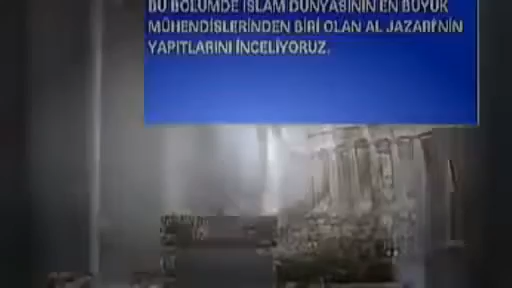 BU BÖLÜMDE İSLAM DÜNYASININ EN BÜYÜK
MÜHENDİSLERİNDEN BİRİ OLAN AL JAZARI'NİN
YAPITLARINI İNCELİYORUZ.